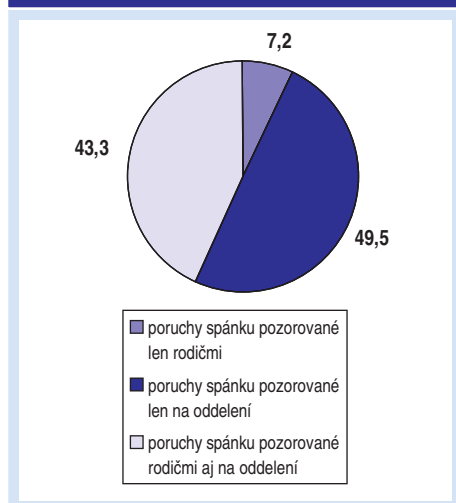 7,2
43,3
49,5
poruchy spánku pozorované
len rodičmi
poruchy spánku pozorované
len na oddelení
poruchy spánku pozorované
rodičmi aj na oddelení